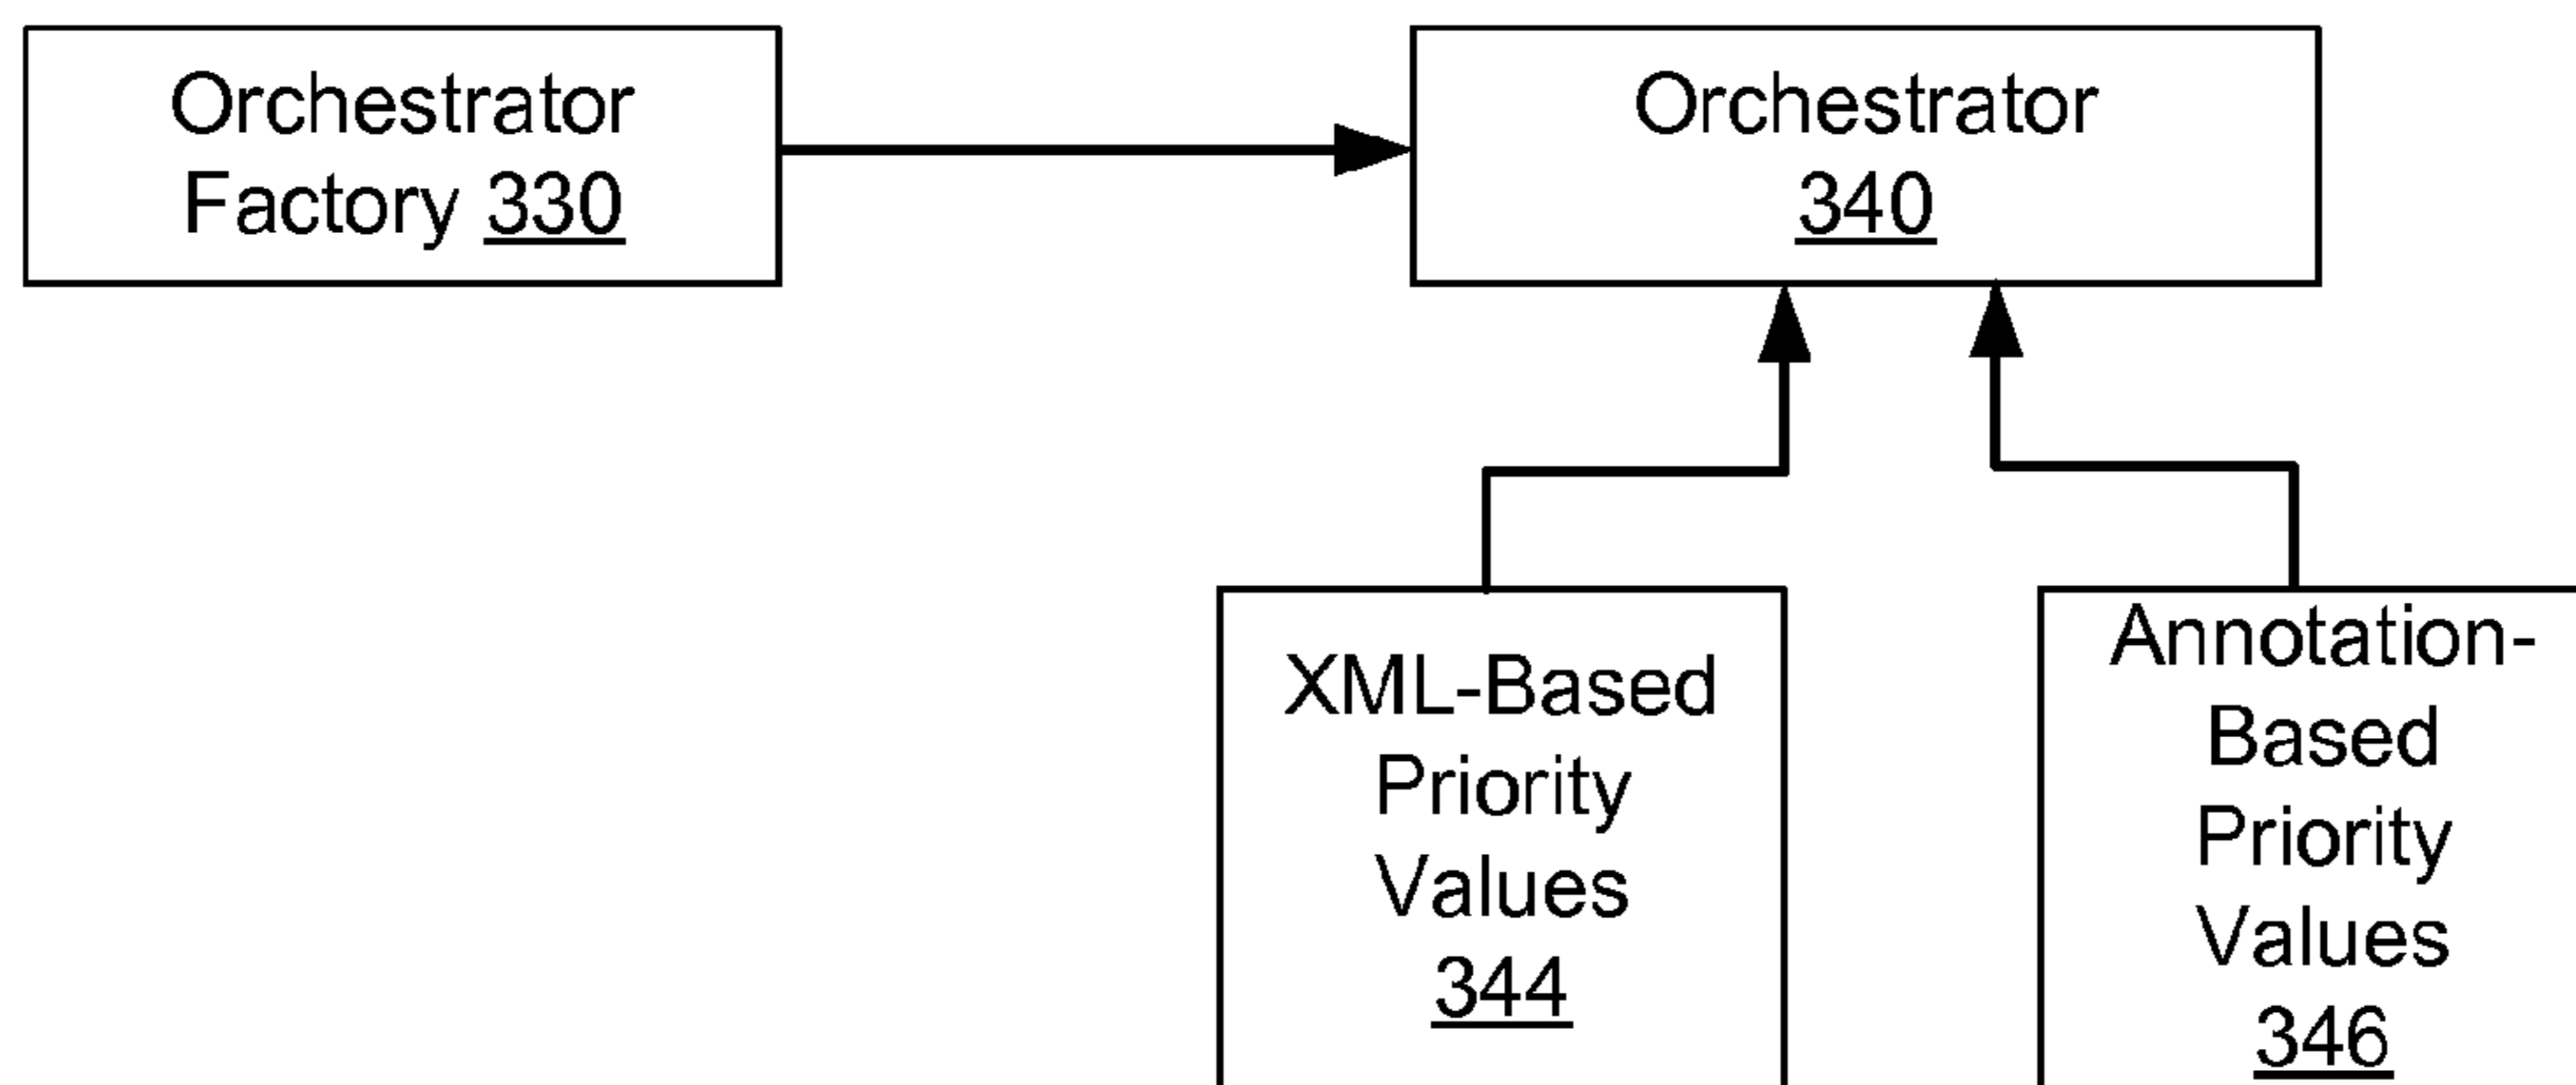 Orchestrator
Factory 330
Orchestrator
340
XML-Based
Priority
Values
344
Annotation-
Based
Priority
Values
346